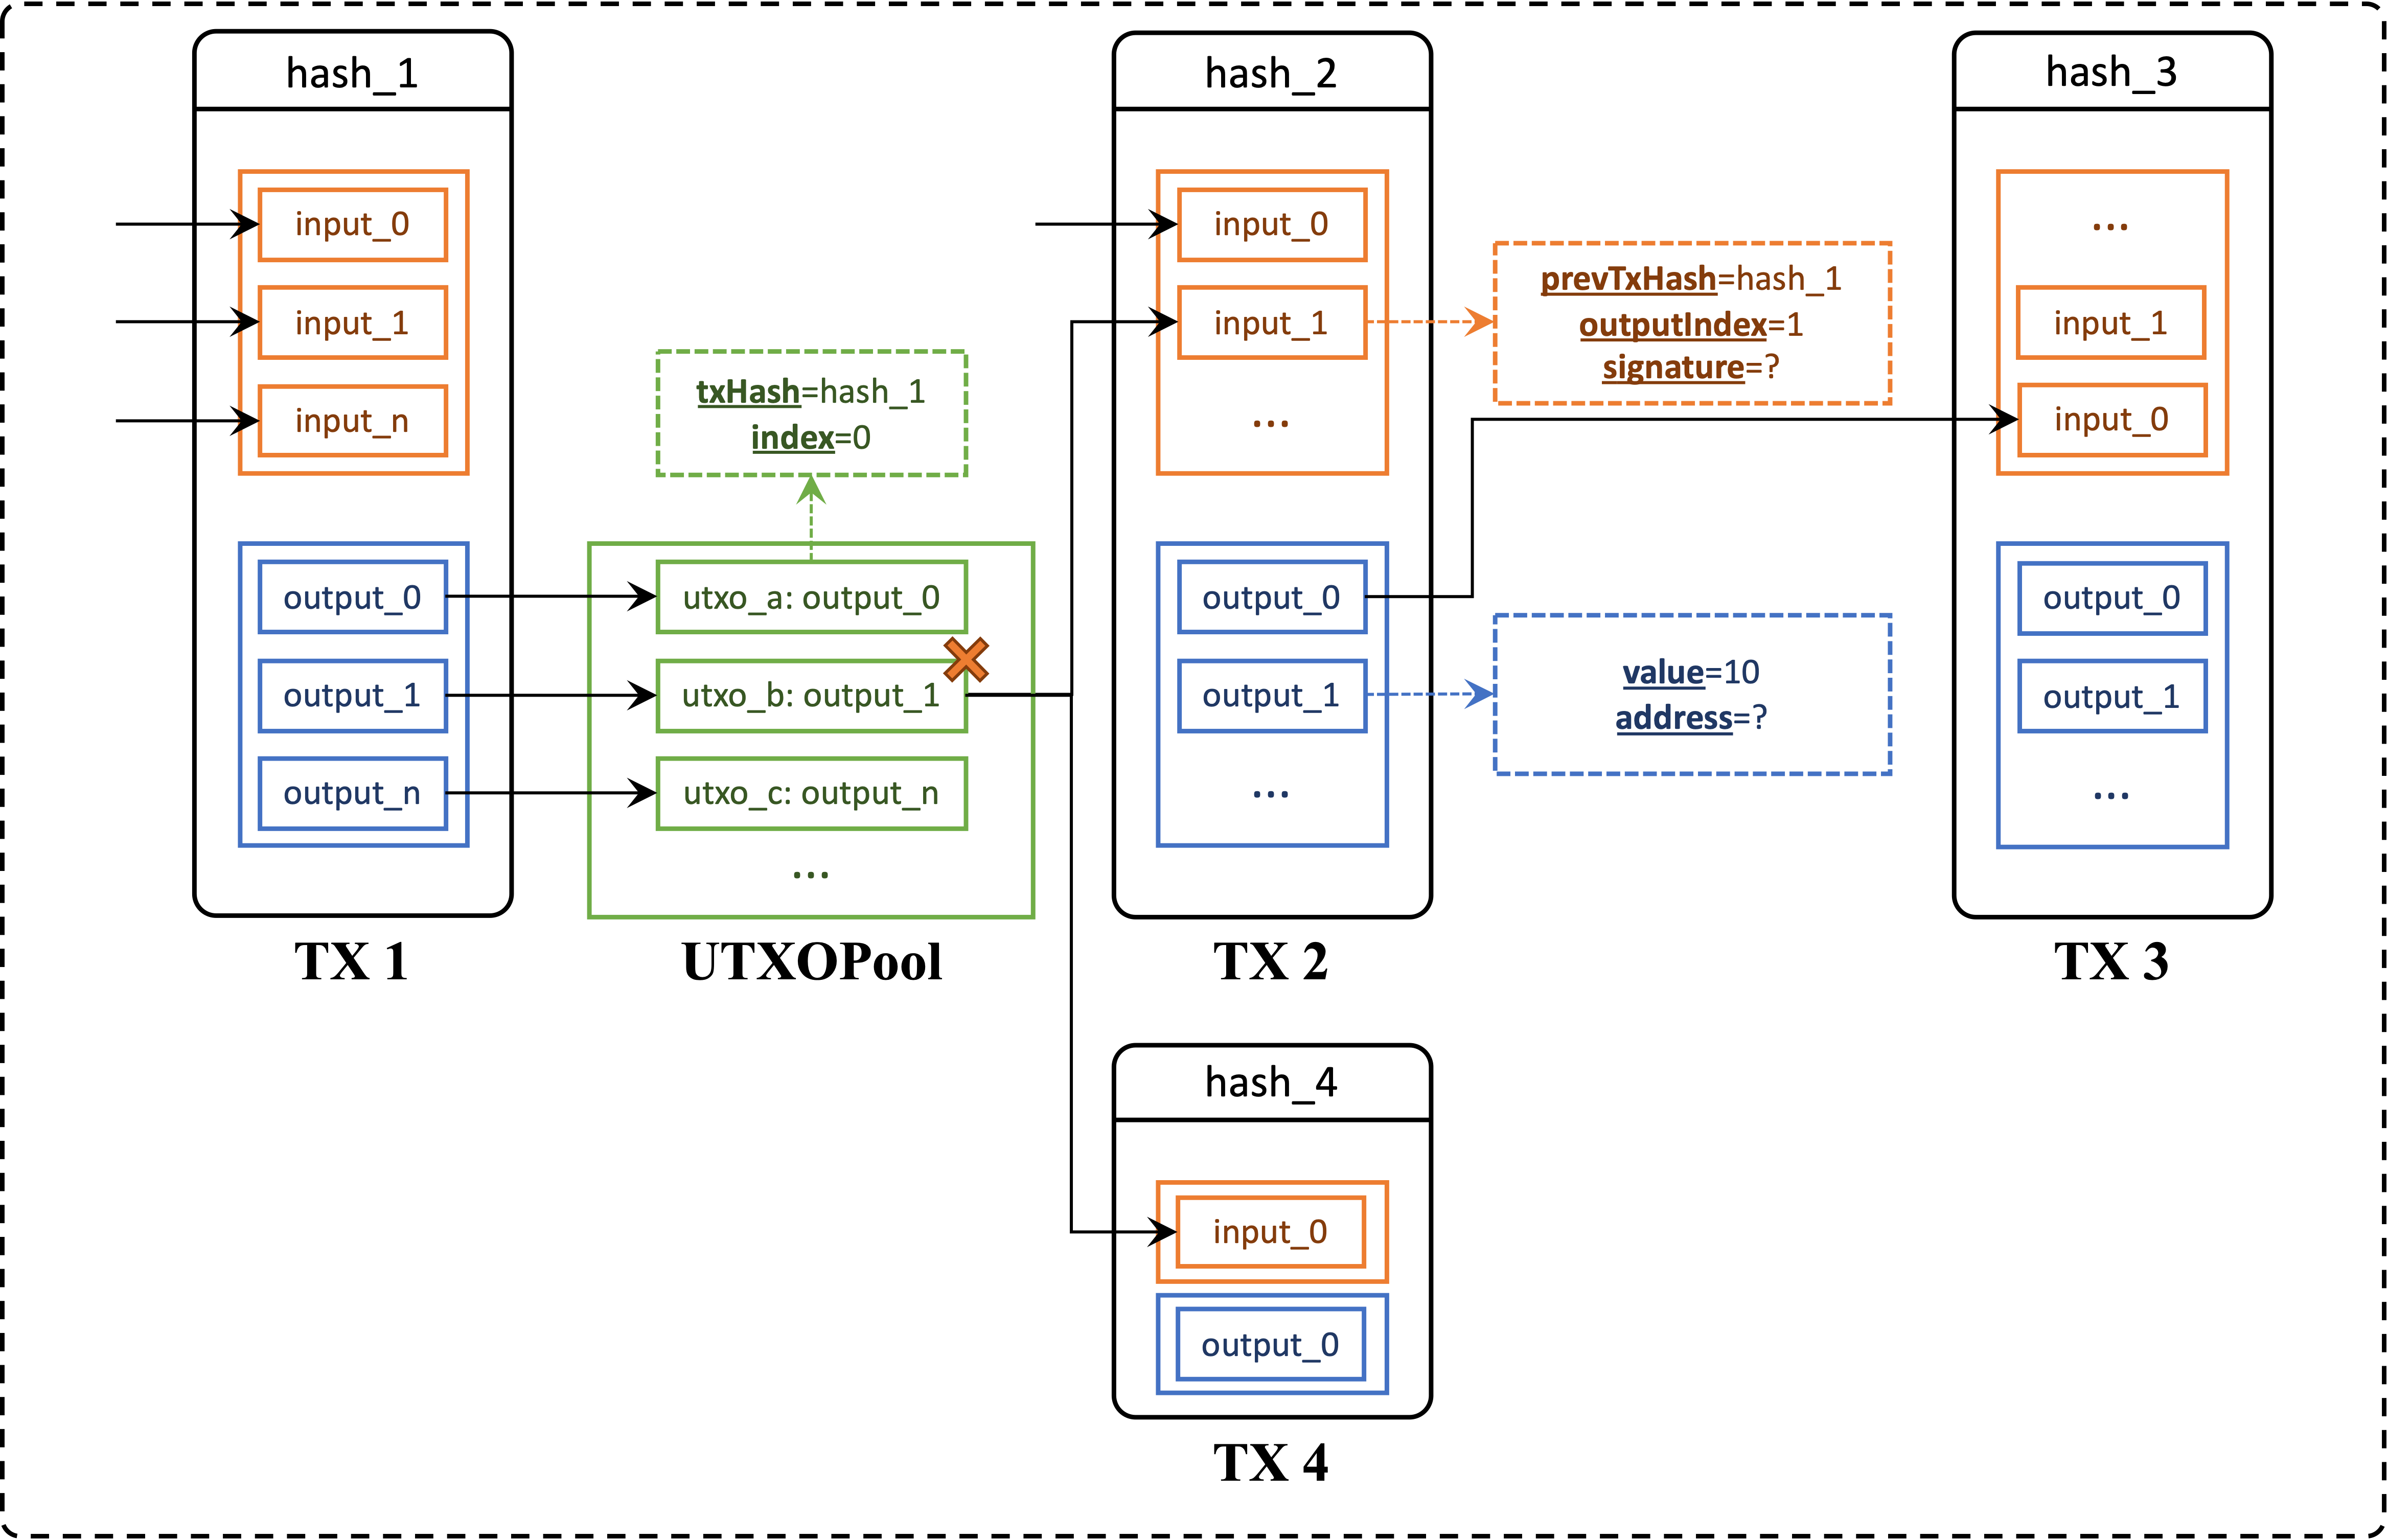 hash_1
input_0
input_1
input_n
output_0
output_1
output_n
TX 1
txHash=hash_1
index=0
utxo_a: output_0
utxo_b: output_1
utxo_c: output_n
...
UTXOPool
hash_2
input_0
input_1
...
output_0
output_1
...
TX 2
prevTxHash=hash_1
outputIndex=1
signature=?
value=10
address=?
hash_3
...
input_1
input_0
output_0
output_1
...
TX 3
hash_4
input_0
output_0
TX 4